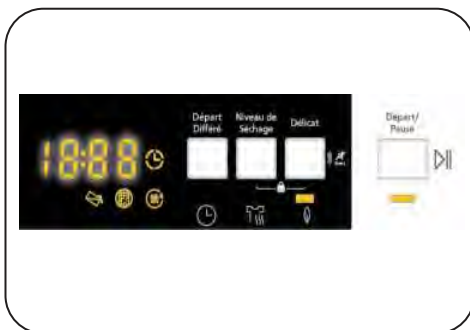 Départ Différé
Niveau de Séchage
Délicat
Départ/ Pause
18:88